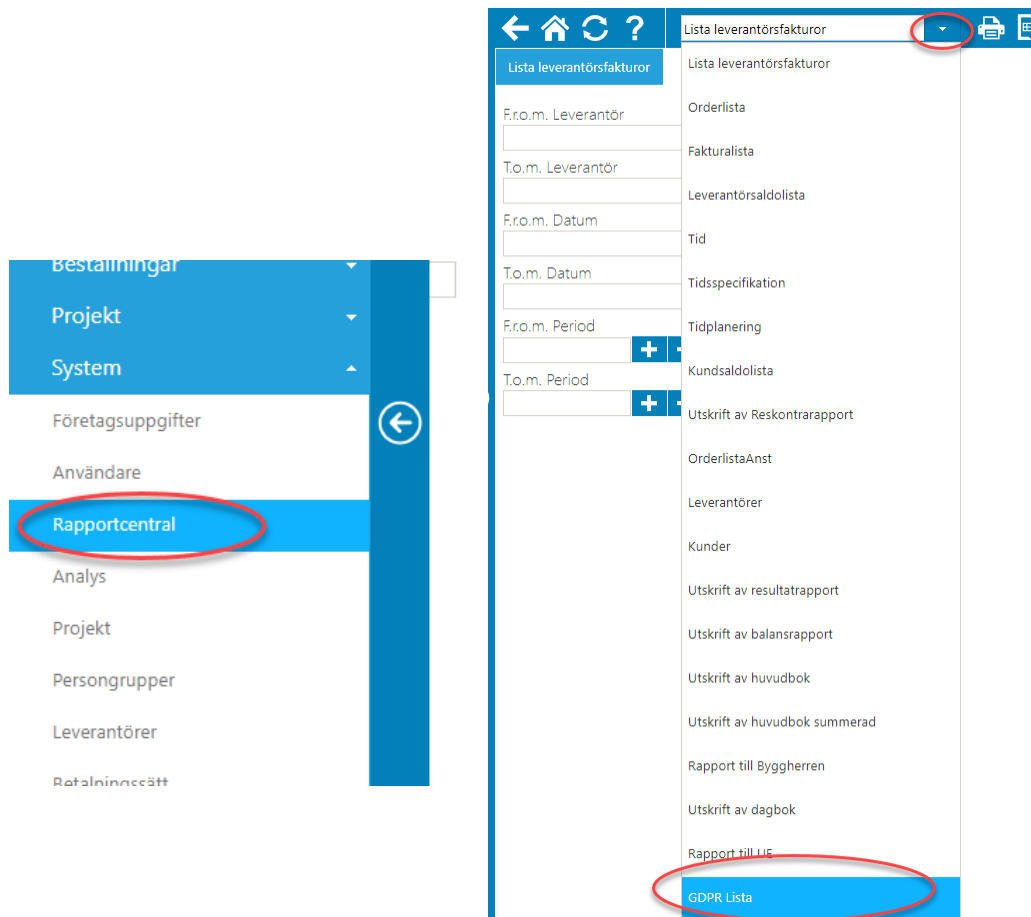 Beställningar
Projekt
System
Företagsuppgifter
Användare
Rapportcentral
Analys
Projekt
Persongrupper
Leverantörer
Betalningssätt
?
Lista leverantörsfakturor
Lista leverantörsfakturor
F.r.o.m. Leverantör
T.o.m. Leverantör
F.r.o.m. Datum
T.o.m. Datum
F.r.o.m. Period
T.o.m. Period
Lista leverantörsfakturor
Orderlista
Fakturalista
Leverantörsaldolista
Tid
Tidsspecifikation
Tidplanering
Kundsaldolista
Utskrift av Reskontrarapport
OrderlistaAnst
Leverantörer
Kunder
Utskrift av resultatrapport
Utskrift av balansrapport
Utskrift av huvudbok
Utskrift av huvudbok summerad
Rapport till Byggherren
Utskrift av dagbok
Rapport till UE
GDPR Lista